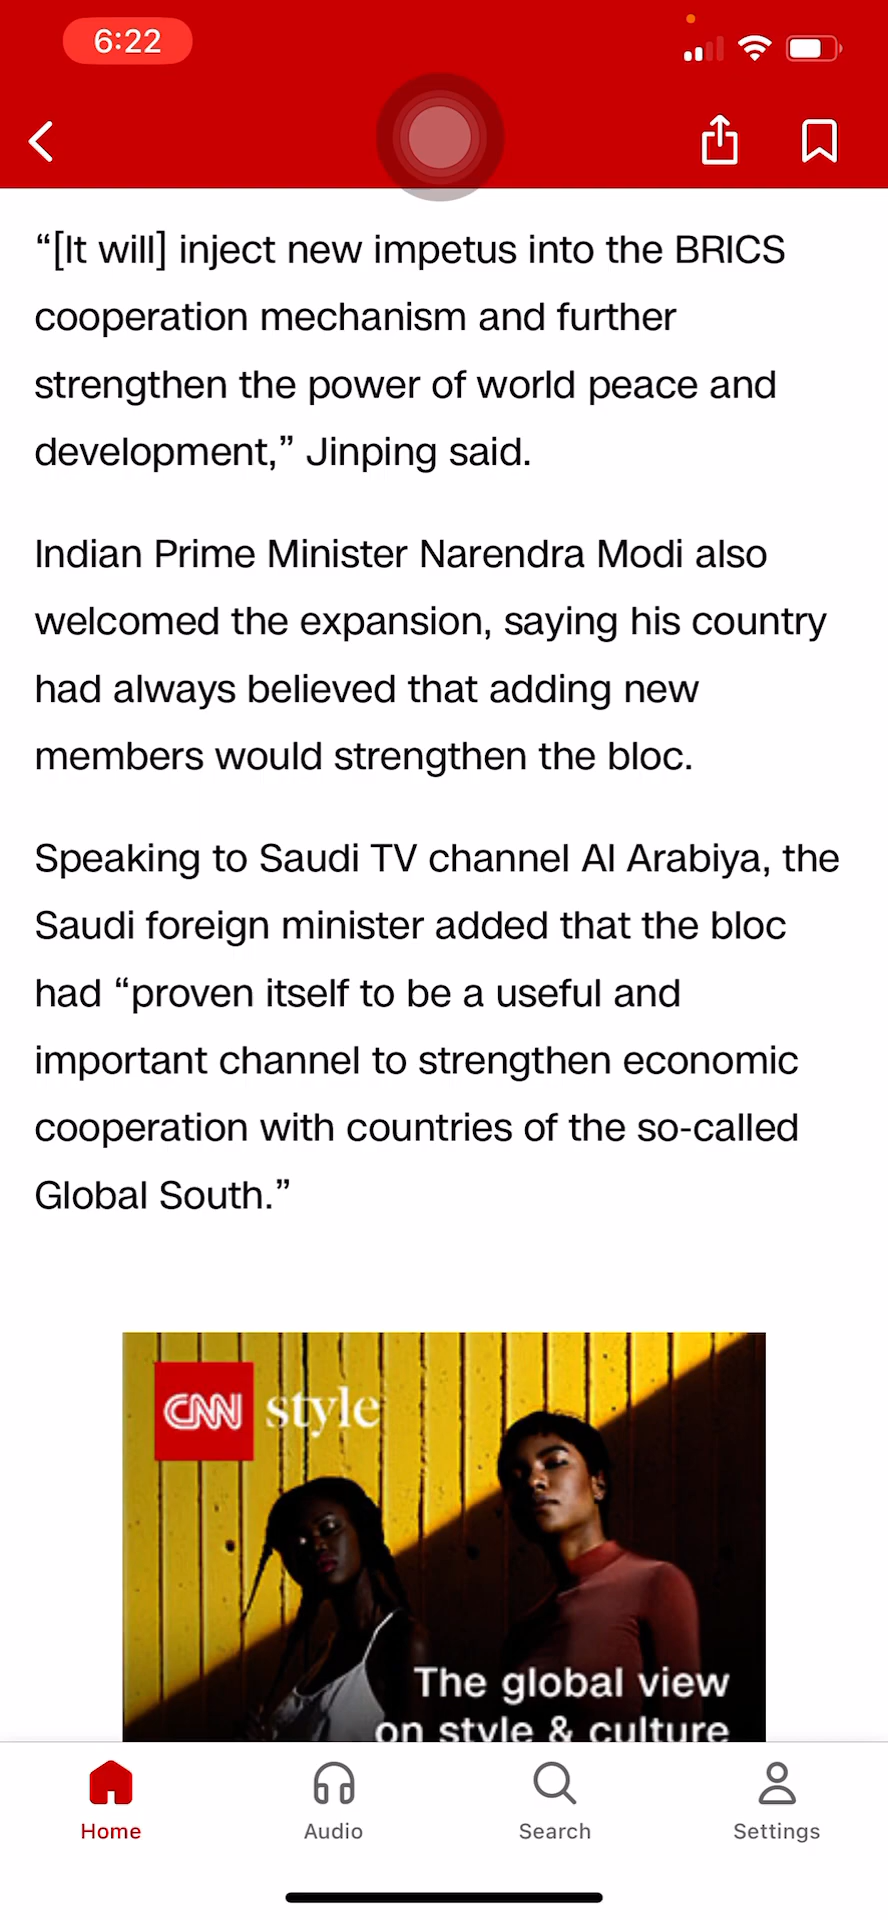 6:22
“[It will] inject new impetus into the BRICS
cooperation mechanism and further
strengthen the power of world peace and
development,” Jinping said.
Indian Prime Minister Narendra Modi also
welcomed the expansion, saying his country
had always believed that adding new
members would strengthen the bloc.
Speaking to Saudi TV channel Al Arabiya, the
Saudi foreign minister added that the bloc
had “proven itself to be a useful and
important channel to strengthen economic
cooperation with countries of the so-called
Global South.”
CNN style
The global view
on style & culture
Home Audio Search Settings